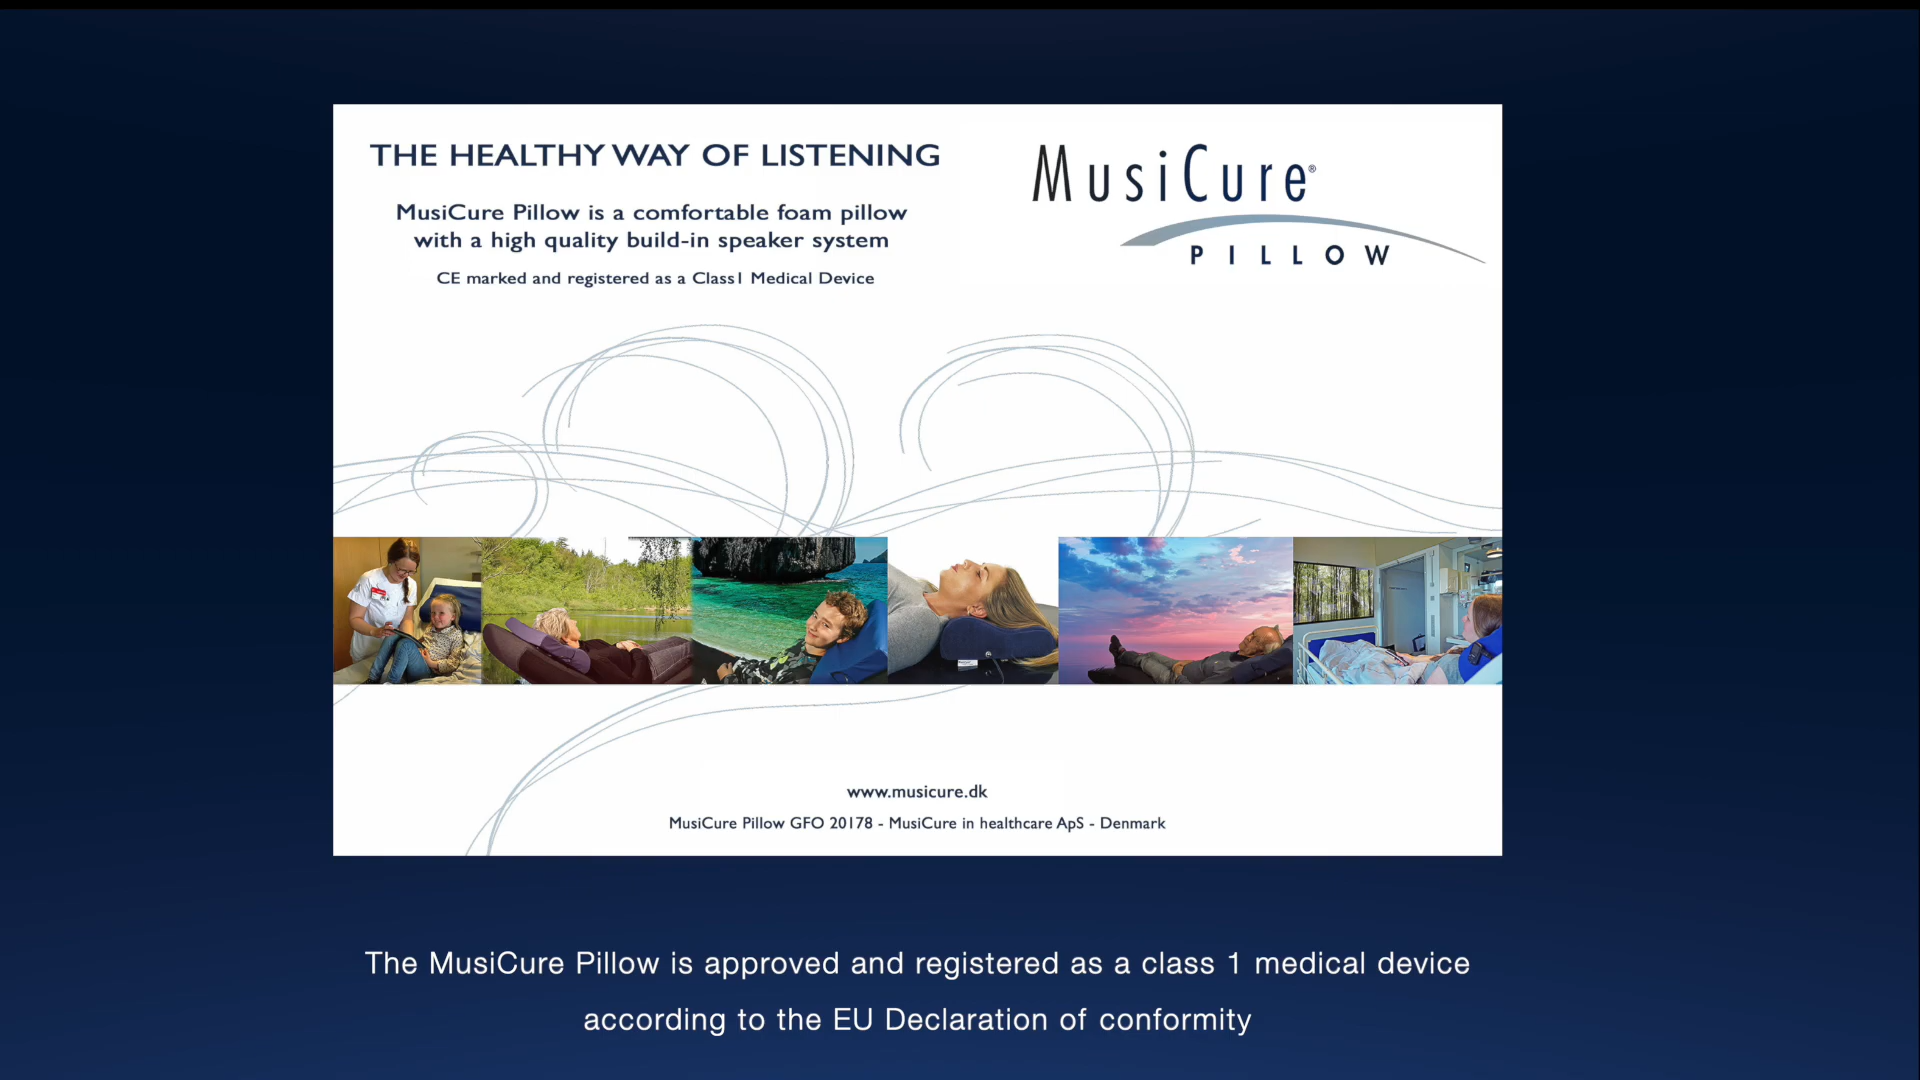 THE HEALTHY WAY OF LISTENING
MusiCure Pillow is a comfortable foam pillow
with a high quality build-in speaker system
CE marked and registered as a Class1 Medical Device
MusiCure®
PILLOW
www.musicure.dk
MusiCure Pillow GFO 20178 - MusiCure in healthcare ApS - Denmark
The MusiCure Pillow is approved and registered as a class 1 medical device
according to the EU Declaration of conformity